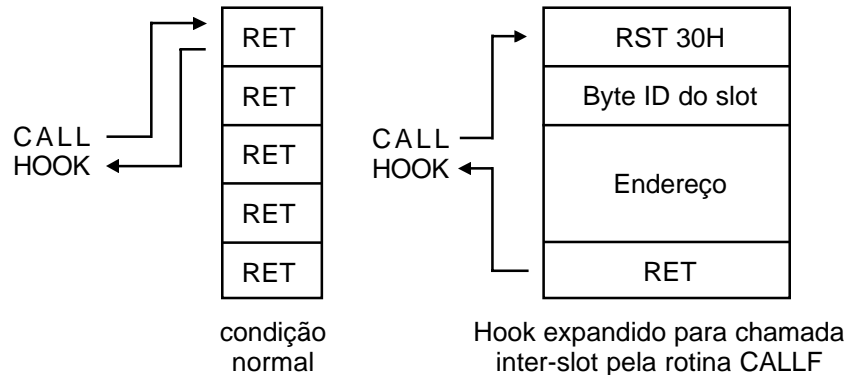 CALL
HOOK
RET
RET
RET
RET
RET
condição
normal
CALL
HOOK
RST 30H
Byte ID do slot
Endereço
RET
Hook expandido para chamada
inter-slot pela rotina CALLF